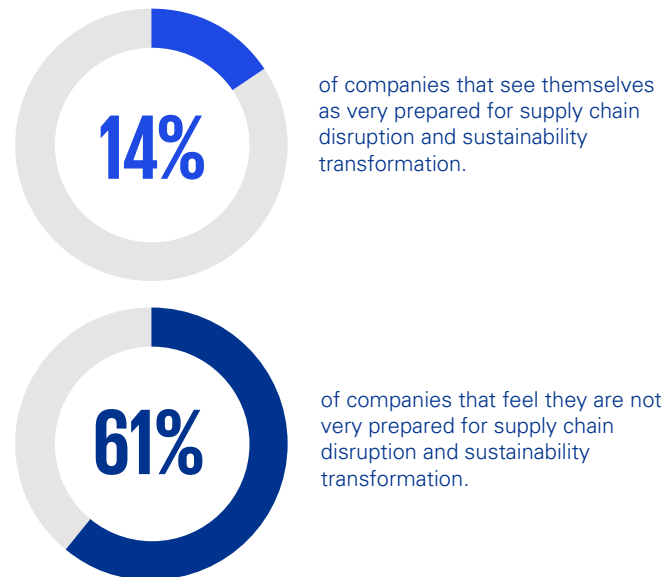 14%
of companies that see themselves
as very prepared for supply chain
disruption and sustainability
transformation.
61%
of companies that feel they are not
very prepared for supply chain
disruption and sustainability
transformation.